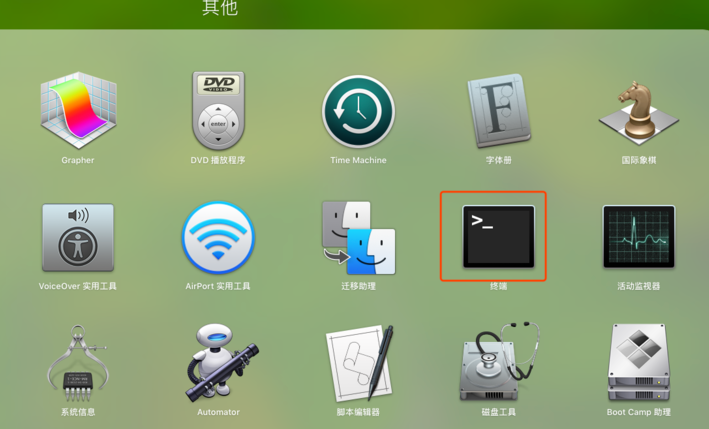 其他
DVD
VIDEO
enter
F
Grapher
DVD 播放程序
Time Machine
字体册
国际象棋
>_
VoiceOver 实用工具
AirPort 实用工具
迁移助理
终端
活动监视器
系统信息
Automator
脚本编辑器
磁盘工具
Boot Camp 助理